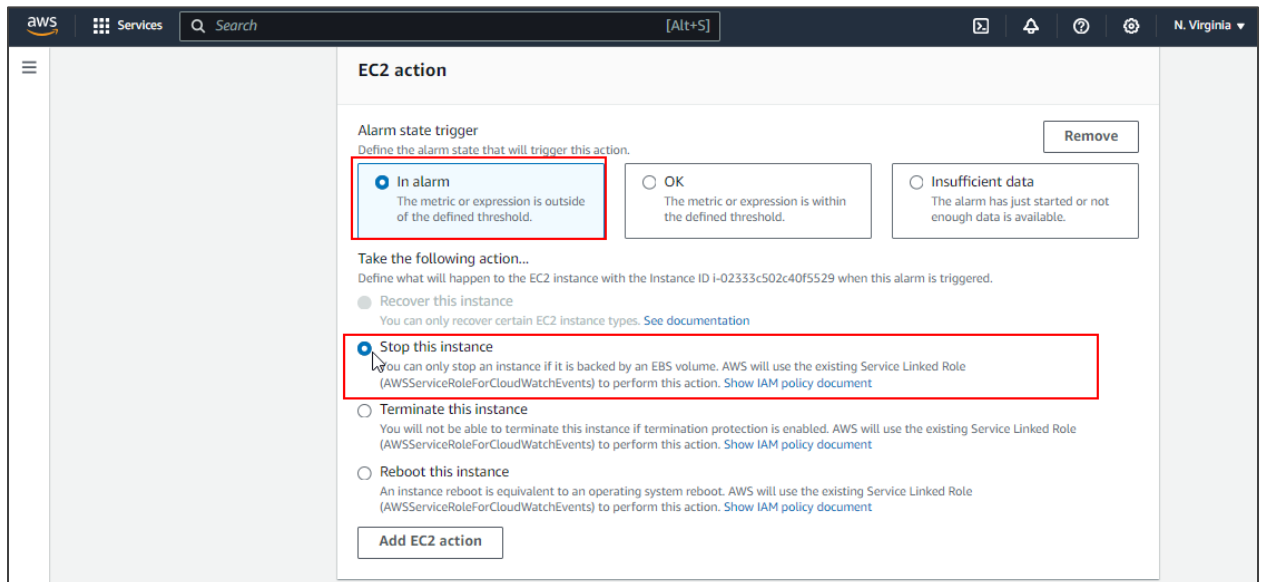 aws Services Search [Alt+S] N. Virginia
EC2 action
Alarm state trigger
Define the alarm state that will trigger this action.
Remove
In alarm
The metric or expression is outside
of the defined threshold.
OK
The metric or expression is within
the defined threshold.
Insufficient data
The alarm has just started or not
enough data is available.
Take the following action...
Define what will happen to the EC2 instance with the Instance ID i-02333c502c40f5529 when this alarm is triggered.
Recover this instance
You can only recover certain EC2 instance types. See documentation
Stop this instance
You can only stop an instance if it is backed by an EBS volume. AWS will use the existing Service Linked Role
(AWSServiceRoleForCloudWatchEvents) to perform this action. Show IAM policy document
Terminate this instance
You will not be able to terminate this instance if termination protection is enabled. AWS will use the existing Service Linked Role
(AWSServiceRoleForCloudWatchEvents) to perform this action. Show IAM policy document
Reboot this instance
An instance reboot is equivalent to an operating system reboot. AWS will use the existing Service Linked Role
(AWSServiceRoleForCloudWatchEvents) to perform this action. Show IAM policy document
Add EC2 action